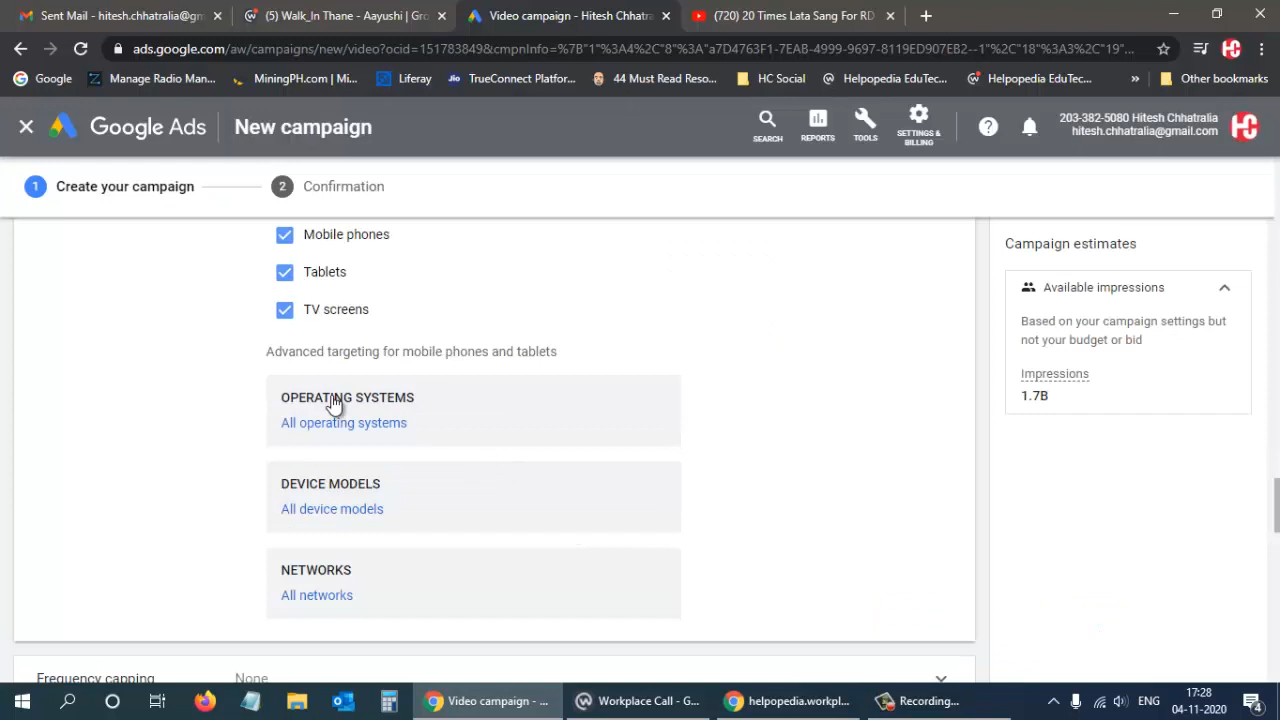 Sent Mail - hitesh.chhatralia@gm
(5) Walk_In Thane - Aayushi | Gro
Video campaign - Hitesh Chhatra
(720) 20 Times Lata Sang For RD
ads.google.com/aw/campaigns/new/video?ocid=151783849&cmpnInfo=%7B"1"%3A4%2C"8"%3A"a7D4763F1-7EAB-4999-9697-8119ED907EB2--1"%2C"18"%3A3%2C"19"...
Google
Manage Radio Man...
MiningPH.com | Mi...
Liferay
TrueConnect Platfor...
44 Must Read Reso...
HC Social
Helpopedia EduTec...
Helpopedia EduTec...
Other bookmarks
Google Ads
New campaign
SEARCH
REPORTS
TOOLS
SETTINGS & BILLING
203-382-5080 Hitesh Chhatralia
hitesh.chhatralia@gmail.com
1 Create your campaign
2 Confirmation
Mobile phones
Tablets
TV screens
Advanced targeting for mobile phones and tablets
OPERATING SYSTEMS
All operating systems
DEVICE MODELS
All device models
NETWORKS
All networks
Frequency capping None
Campaign estimates
Available impressions
Based on your campaign settings but
not your budget or bid
Impressions
1.7B
Video campaign - ...
Workplace Call - G...
helpopedia.workpl...
Recording...
ENG
17:28
04-11-2020
4